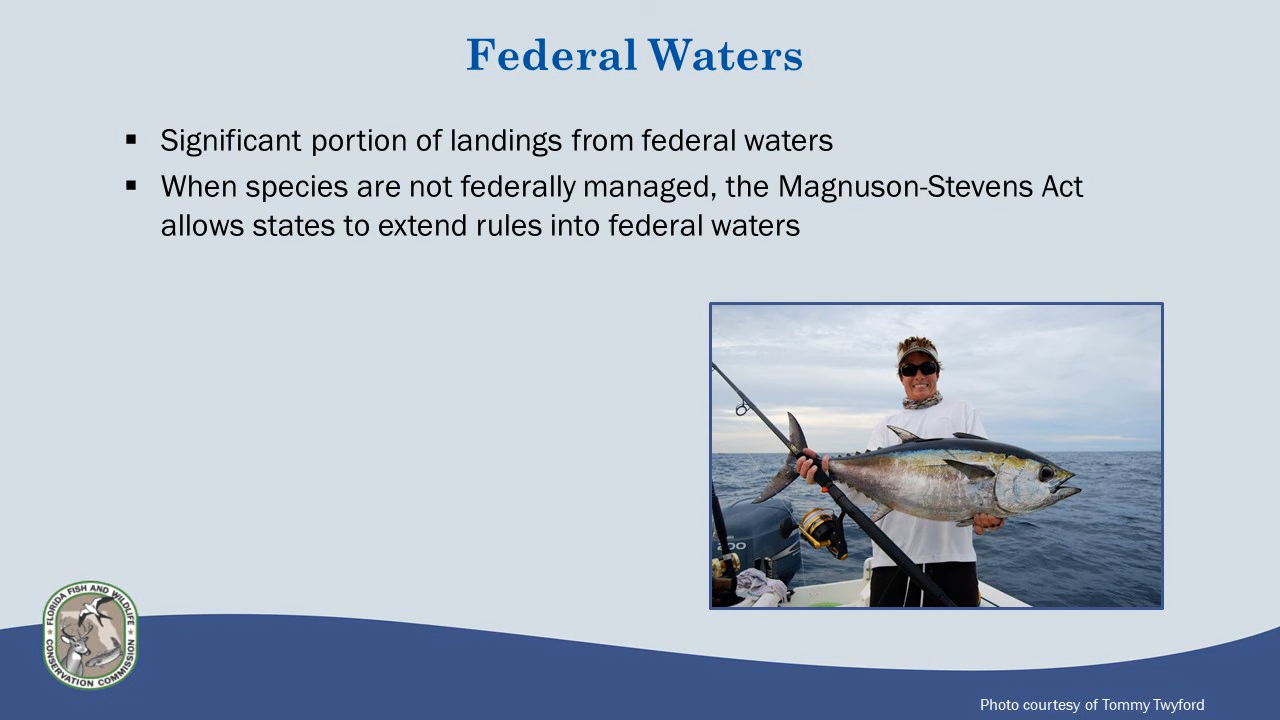 Federal Waters
▪ Significant portion of landings from federal waters
▪ When species are not federally managed, the Magnuson-Stevens Act
allows states to extend rules into federal waters
200
FLORIDA FISH AND WILDLIFE
CONSERVATION COMMISSION
Photo courtesy of Tommy Twyford